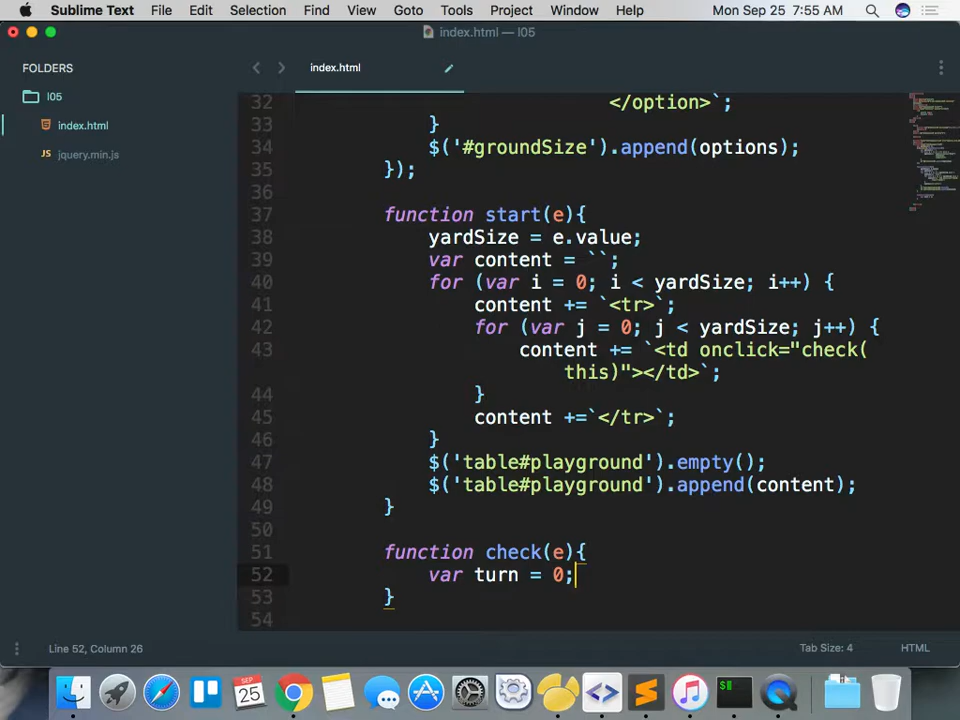 Sublime Text File Edit Selection Find View Goto Tools Project Window Help Mon Sep 25 7:55 AM
index.html — l05
FOLDERS
l05
index.html
jquery.min.js
index.html
32 </option>`;
33 }
34 $('#groundSize').append(options);
35 });
36
37 function start(e){
38 yardSize = e.value;
39 var content = ``;
40 for (var i = 0; i < yardSize; i++) {
41 content += `<tr>`;
42 for (var j = 0; j < yardSize; j++) {
43 content += `<td onclick="check(
this)"></td>`;
44 }
45 content +=`</tr>`;
46 }
47 $('table#playground').empty();
48 $('table#playground').append(content);
49 }
50
51 function check(e){
52 var turn = 0;
53 }
54
Line 52, Column 26 Tab Size: 4 HTML
SEP
25